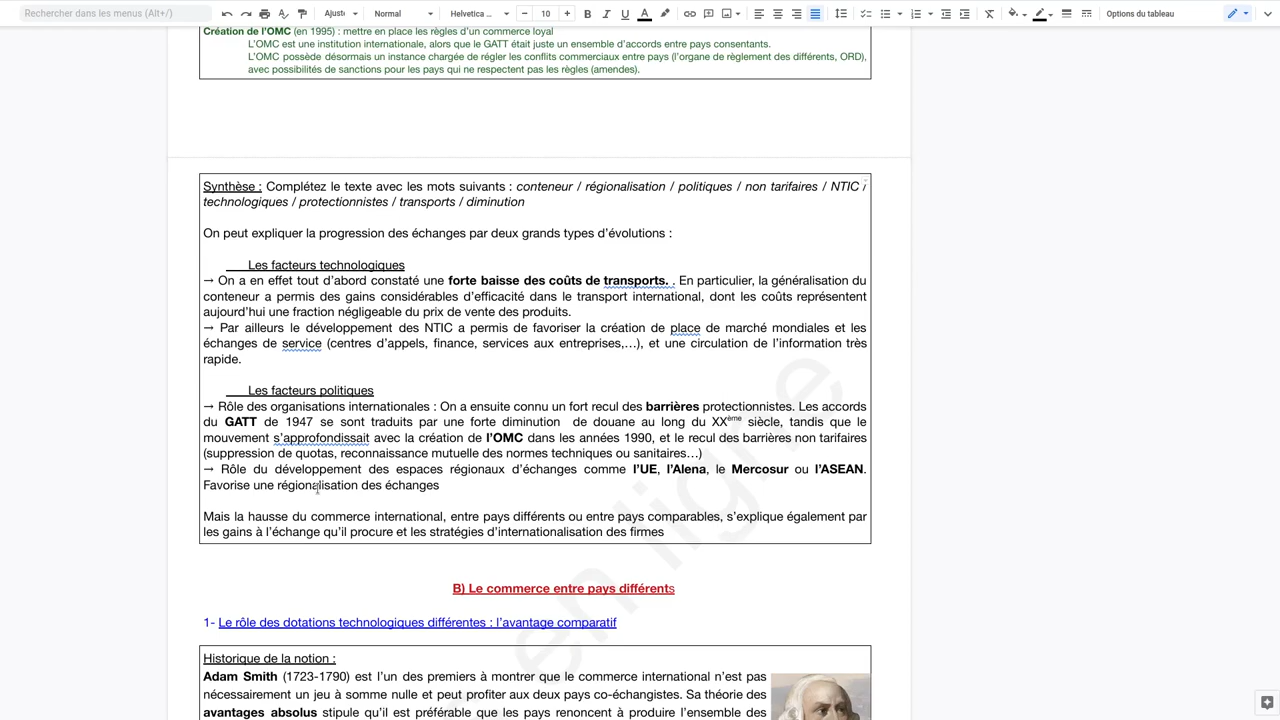 Rechercher dans les menus (Alt+/)
Ajuste
Normal
Helvetica ...
10
Options du tableau
Création de l'OMC (en 1995) : mettre en place les règles d'un commerce loyal
L'OMC est une institution internationale, alors que le GATT était juste un ensemble d'accords entre pays consentants.
L'OMC possède désormais un instance chargée de régler les conflits commerciaux entre pays (l'organe de règlement des différents, ORD),
avec possibilités de sanctions pour les pays qui ne respectent pas les règles (amendes).
Synthèse : Complétez le texte avec les mots suivants : conteneur / régionalisation / politiques / non tarifaires / NTIC /
technologiques / protectionnistes / transports / diminution
On peut expliquer la progression des échanges par deux grands types d'évolutions :
Les facteurs technologiques
→ On a en effet tout d'abord constaté une forte baisse des coûts de transports. . En particulier, la généralisation du
conteneur a permis des gains considérables d'efficacité dans le transport international, dont les coûts représentent
aujourd'hui une fraction négligeable du prix de vente des produits.
→ Par ailleurs le développement des NTIC a permis de favoriser la création de place de marché mondiales et les
échanges de service (centres d'appels, finance, services aux entreprises,...), et une circulation de l'information très
rapide.
Les facteurs politiques
→ Rôle des organisations internationales : On a ensuite connu un fort recul des barrières protectionnistes. Les accords
du GATT de 1947 se sont traduits par une forte diminution de douane au long du XXème siècle, tandis que le
mouvement s'approfondissait avec la création de l'OMC dans les années 1990, et le recul des barrières non tarifaires
(suppression de quotas, reconnaissance mutuelle des normes techniques ou sanitaires…)
→ Rôle du développement des espaces régionaux d'échanges comme l'UE, l'Alena, le Mercosur ou l'ASEAN.
Favorise une régionalisation des échanges
Mais la hausse du commerce international, entre pays différents ou entre pays comparables, s'explique également par
les gains à l'échange qu'il procure et les stratégies d'internationalisation des firmes
B) Le commerce entre pays différents
1- Le rôle des dotations technologiques différentes : l'avantage comparatif
Historique de la notion :
Adam Smith (1723-1790) est l'un des premiers à montrer que le commerce international n'est pas
nécessairement un jeu à somme nulle et peut profiter aux deux pays co-échangistes. Sa théorie des
avantages absolus stipule qu'il est préférable que les pays renoncent à produire l'ensemble des
en ligne